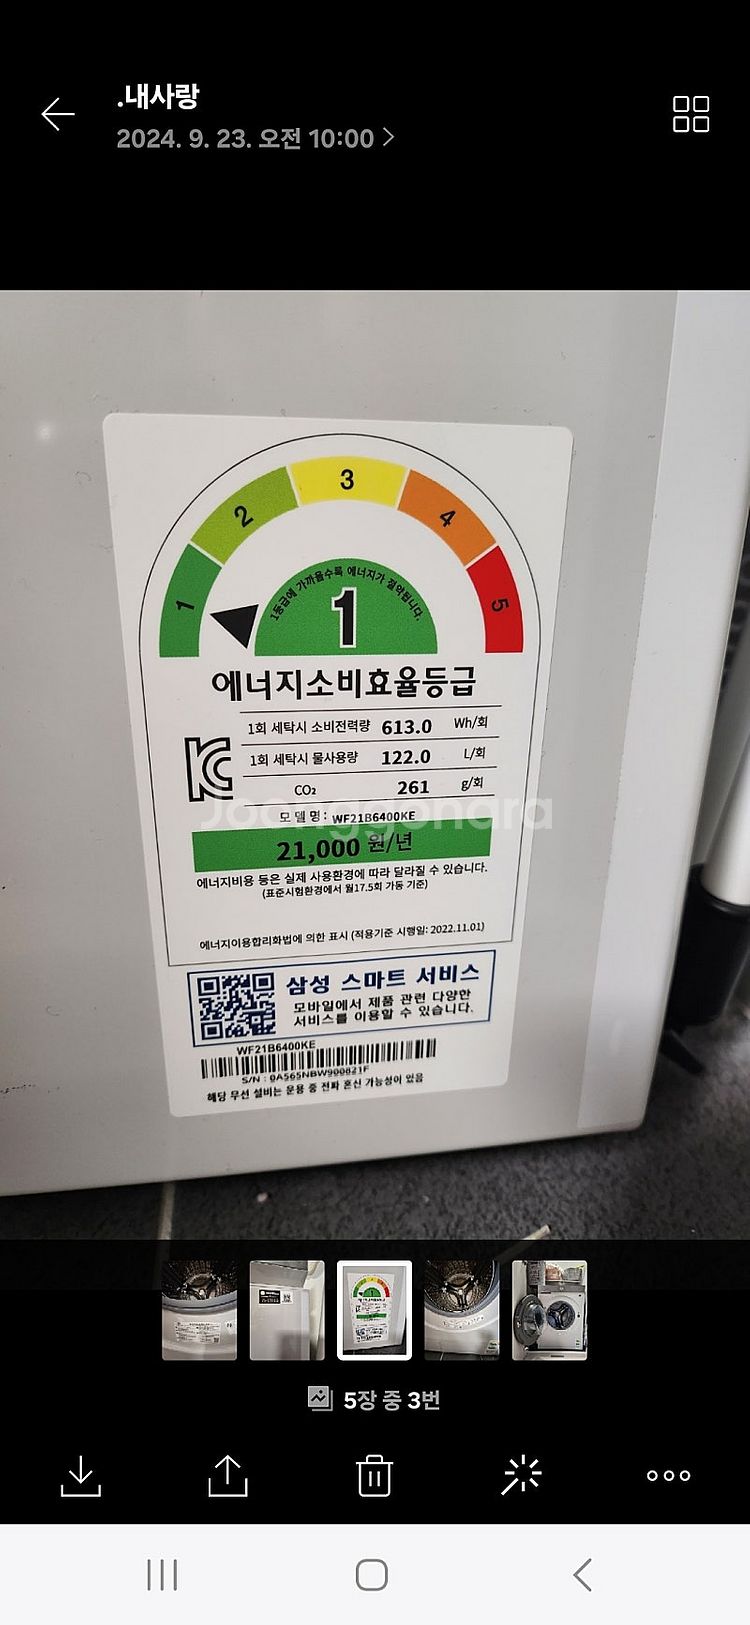 .내사랑
2024. 9. 23. 오전 10:00
1
2
3
4
5
1등급에 가까울수록 에너지가 절약됩니다.
1
에너지소비효율등급
1회 세탁시 소비전력량 613.0 Wh/회
1회 세탁시 물사용량 122.0 L/회
CO₂ 261 g/회
모델명: WF21B6400KE
Joonggonara
21,000 원/년
에너지비용 등은 실제 사용환경에 따라 달라질 수 있습니다.
(표준시험환경에서 월17.5회 가동 기준)
에너지이용합리화법에 의한 표시 (적용기준 시행일: 2022.11.01)
삼성 스마트 서비스
모바일에서 제품 관련 다양한
서비스를 이용할 수 있습니다.
WF21B6400KE
S/N : 0A565NBW900821F
해당 무선 설비는 운용 중 전파 혼신 가능성이 있음
5장 중 3번